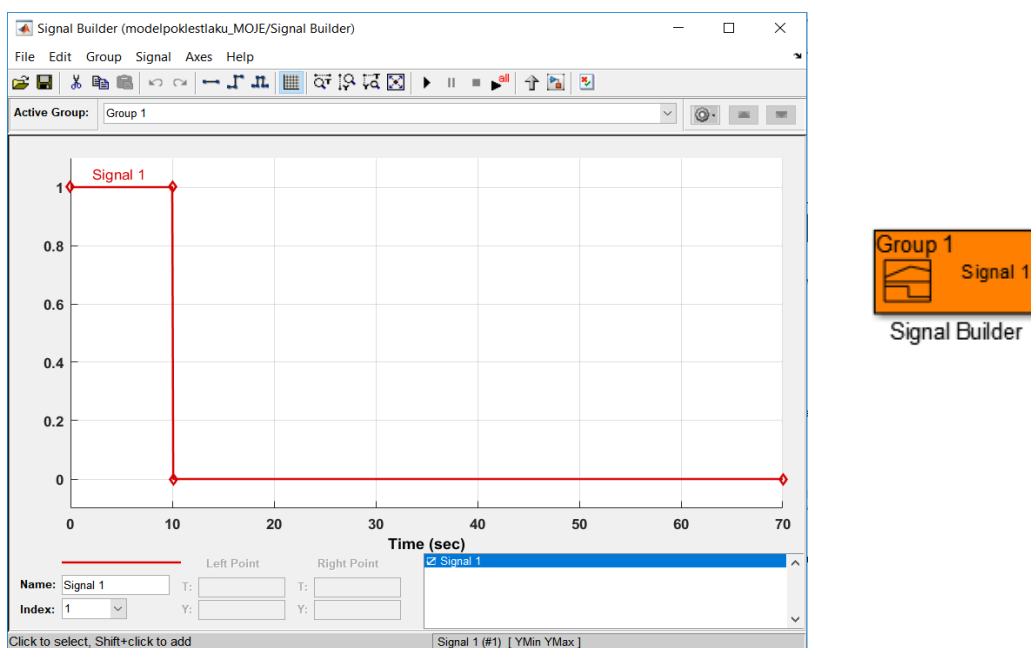 Signal Builder (modelpoklestlaku_MOJE/Signal Builder)
File Edit Group Signal Axes Help
all
Active Group: Group 1
Signal 1
1
0.8
0.6
0.4
0.2
0
0 10 20 30 40 50 60 70
Time (sec)
Left Point Right Point
Name: Signal 1 T: T:
Index: 1 Y: Y:
Signal 1
Click to select, Shift+click to add Signal 1 (#1) [ YMin YMax ]
Group 1
Signal 1
Signal Builder